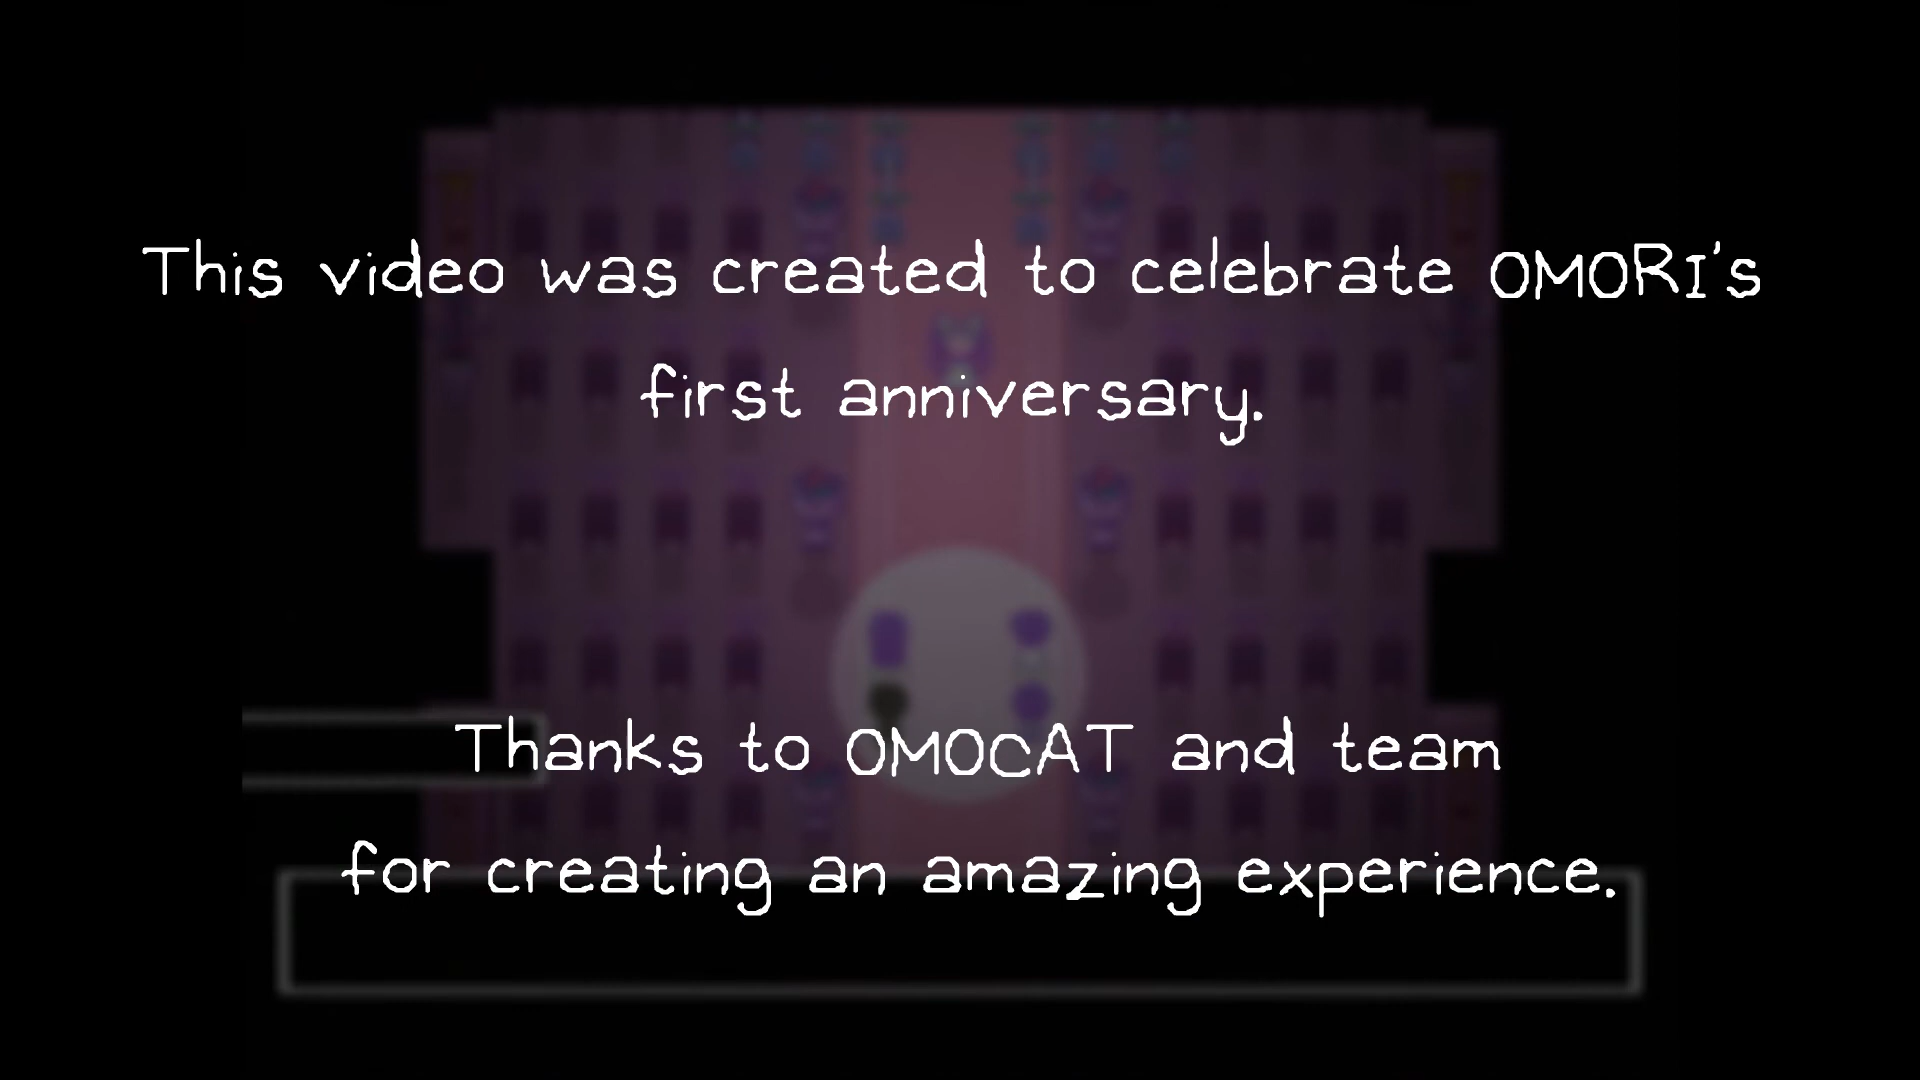 This video was created to celebrate OMORI's
first anniversary.
Thanks to OMOCAT and team
for creating an amazing experience.